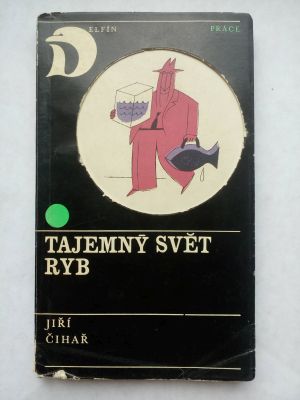 DELFÍN
PRÁCE
TAJEMNÝ SVĚT
RYB
JIŘÍ
ČIHAŘ